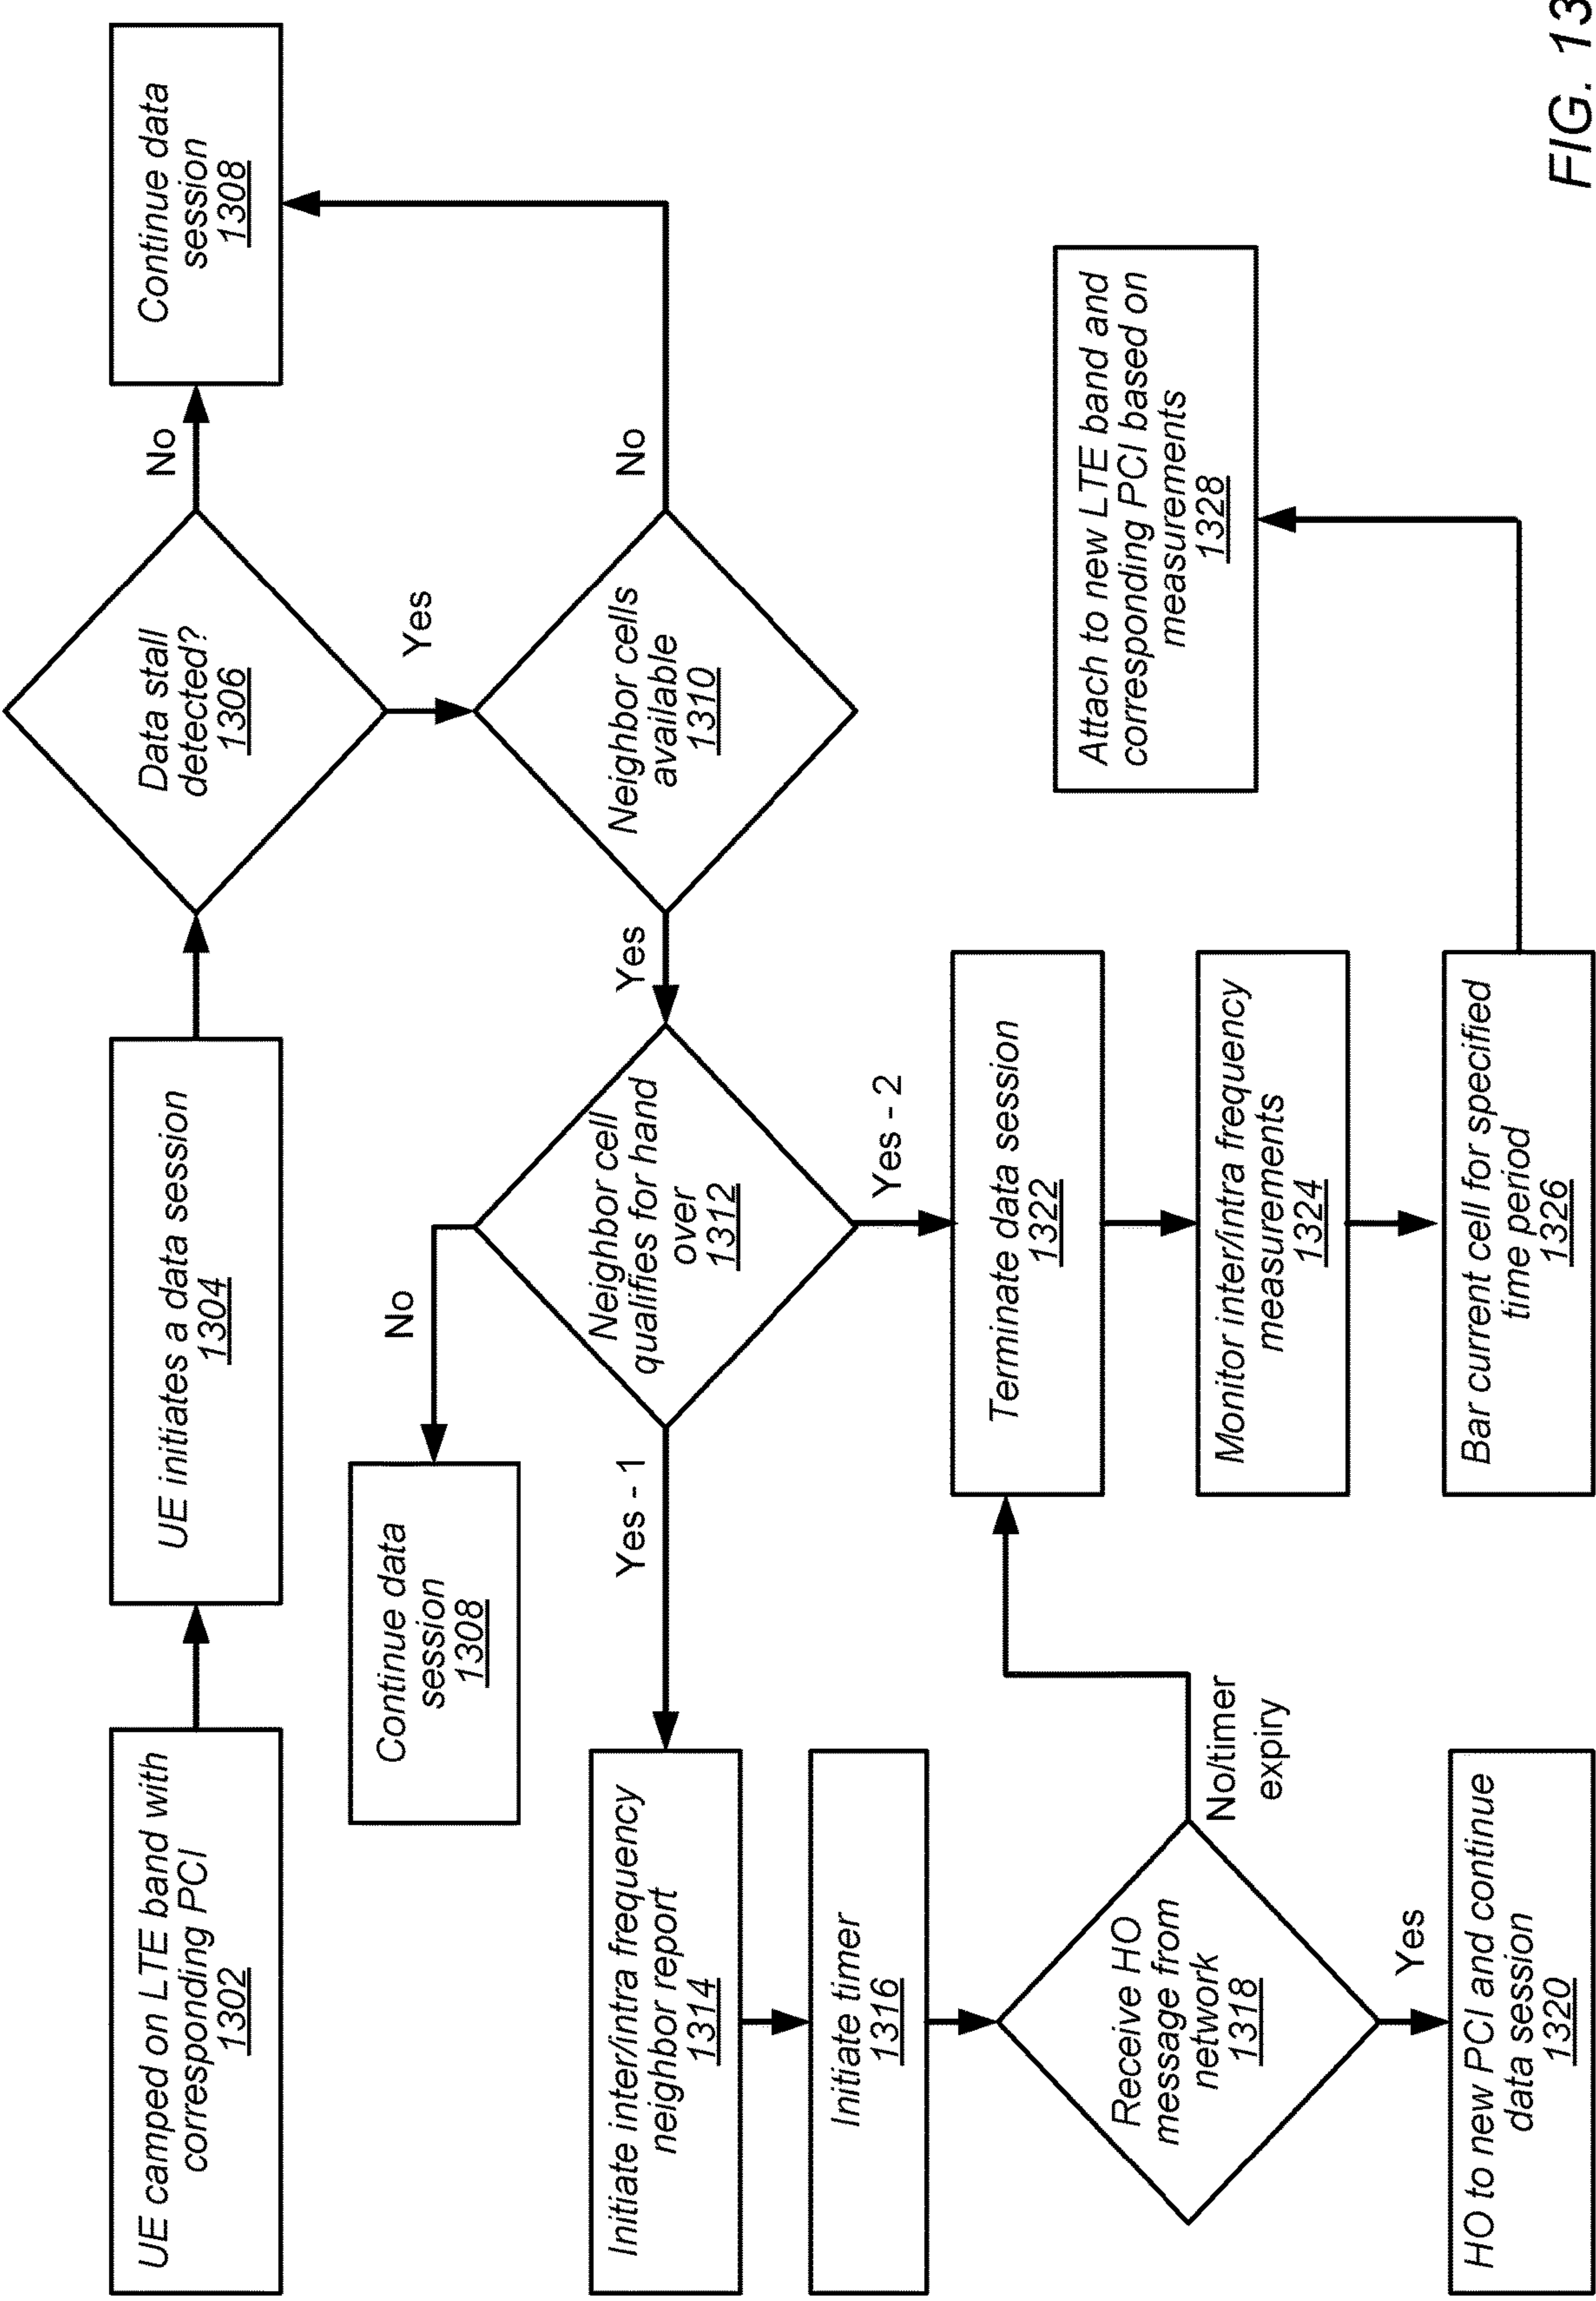 UE camped on LTE band with
corresponding PCI
1302
UE initiates a data session
1304
Data stall
detected?
1306
No
Continue data
session
1308
Yes
Neighbor cells
available
1310
No
Yes
Neighbor cell
qualifies for hand
over
1312
No
Continue data
session
1308
Yes - 1
Yes - 2
Initiate inter/intra frequency
neighbor report
1314
Initiate timer
1316
Receive HO
message from
network
1318
No/timer
expiry
Yes
HO to new PCI and continue
data session
1320
Terminate data session
1322
Monitor inter/intra frequency
measurements
1324
Bar current cell for specified
time period
1326
Attach to new LTE band and
corresponding PCI based on
measurements
1328
FIG. 13